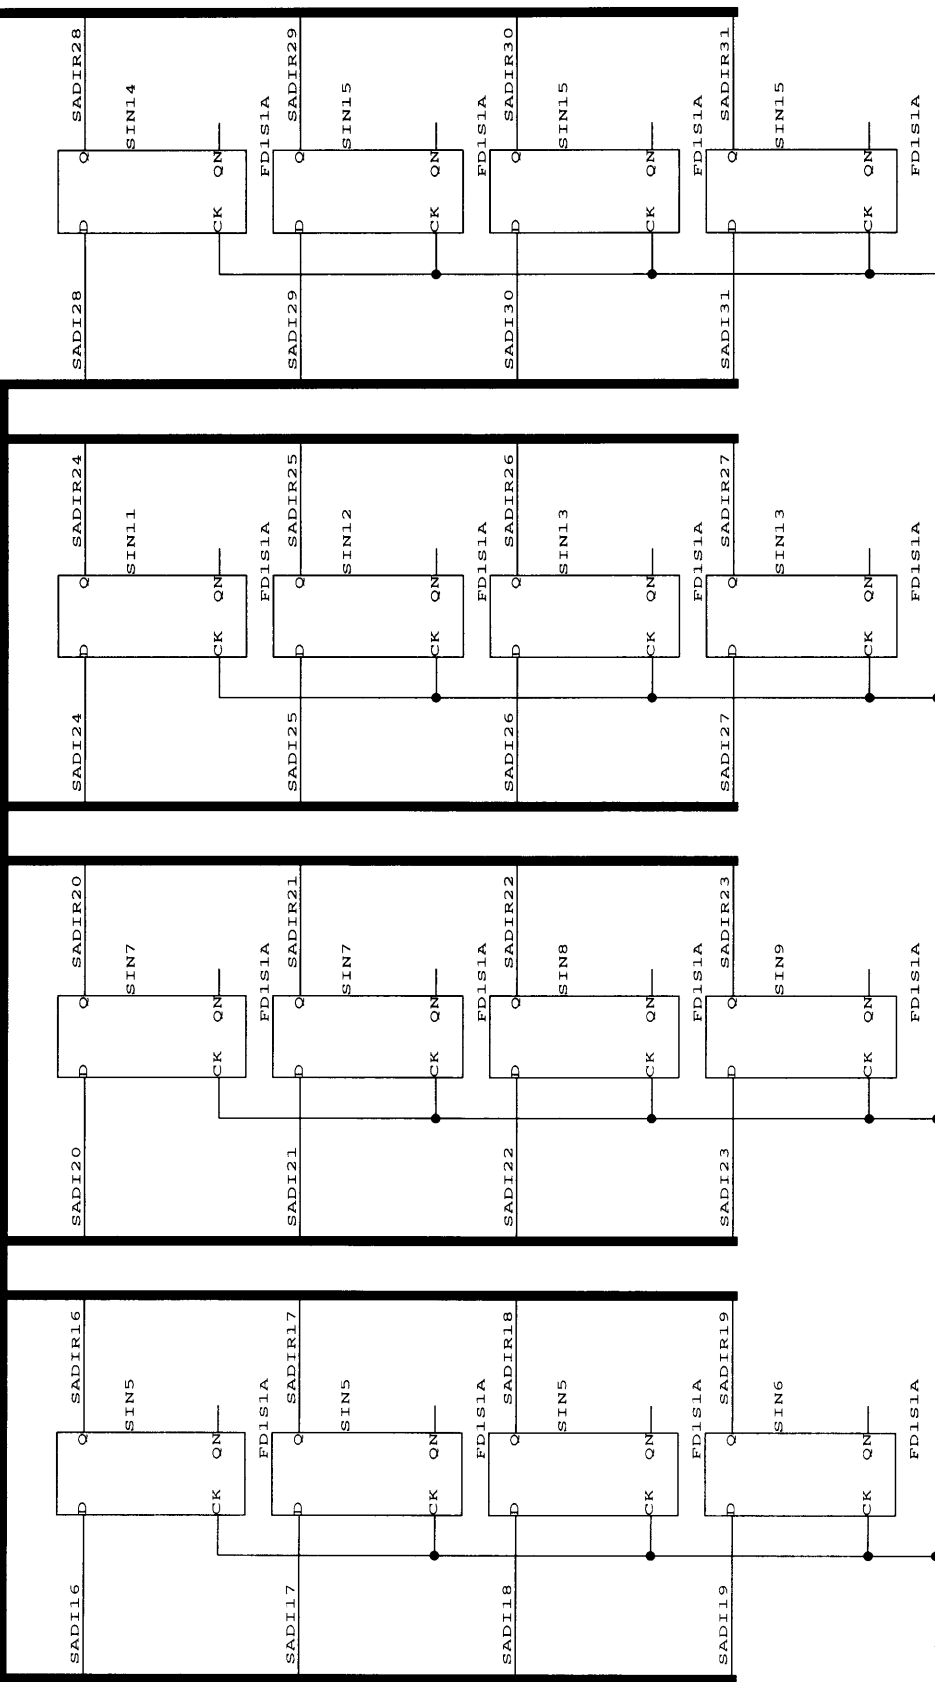 SADIR28
SIN14
Q
QN
FD1S1A
D
CK
SADI28
SADIR29
SIN15
Q
QN
FD1S1A
D
CK
SADI29
SADIR30
SIN15
Q
QN
FD1S1A
D
CK
SADI30
SADIR31
SIN15
Q
QN
FD1S1A
D
CK
SADI31
SADIR24
SIN11
Q
QN
FD1S1A
D
CK
SADI24
SADIR25
SIN12
Q
QN
FD1S1A
D
CK
SADI25
SADIR26
SIN13
Q
QN
FD1S1A
D
CK
SADI26
SADIR27
SIN13
Q
QN
FD1S1A
D
CK
SADI27
SADIR20
SIN7
Q
QN
FD1S1A
D
CK
SADI20
SADIR21
SIN7
Q
QN
FD1S1A
D
CK
SADI21
SADIR22
SIN8
Q
QN
FD1S1A
D
CK
SADI22
SADIR23
SIN9
Q
QN
FD1S1A
D
CK
SADI23
SADIR16
SIN5
Q
QN
FD1S1A
D
CK
SADI16
SADIR17
SIN5
Q
QN
FD1S1A
D
CK
SADI17
SADIR18
SIN5
Q
QN
FD1S1A
D
CK
SADI18
SADIR19
SIN6
Q
QN
FD1S1A
D
CK
SADI19